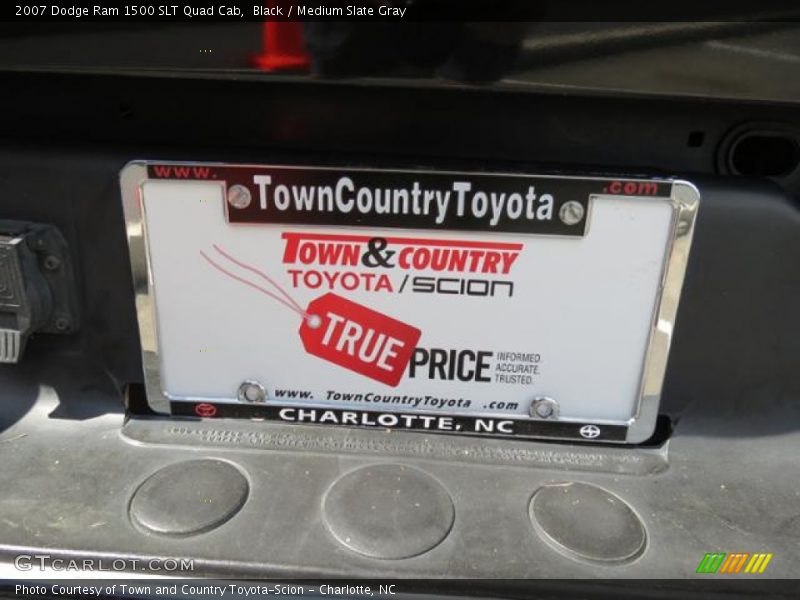 2007 Dodge Ram 1500 SLT Quad Cab,  Black / Medium Slate Gray
www. .com
TownCountryToyota
TOWN & COUNTRY
TOYOTA / SCION
TRUE PRICE
INFORMED.
ACCURATE.
TRUSTED.
www. TownCountryToyota .com
CHARLOTTE, NC
GTCARLOT.COM
Photo Courtesy of Town and Country Toyota-Scion - Charlotte, NC